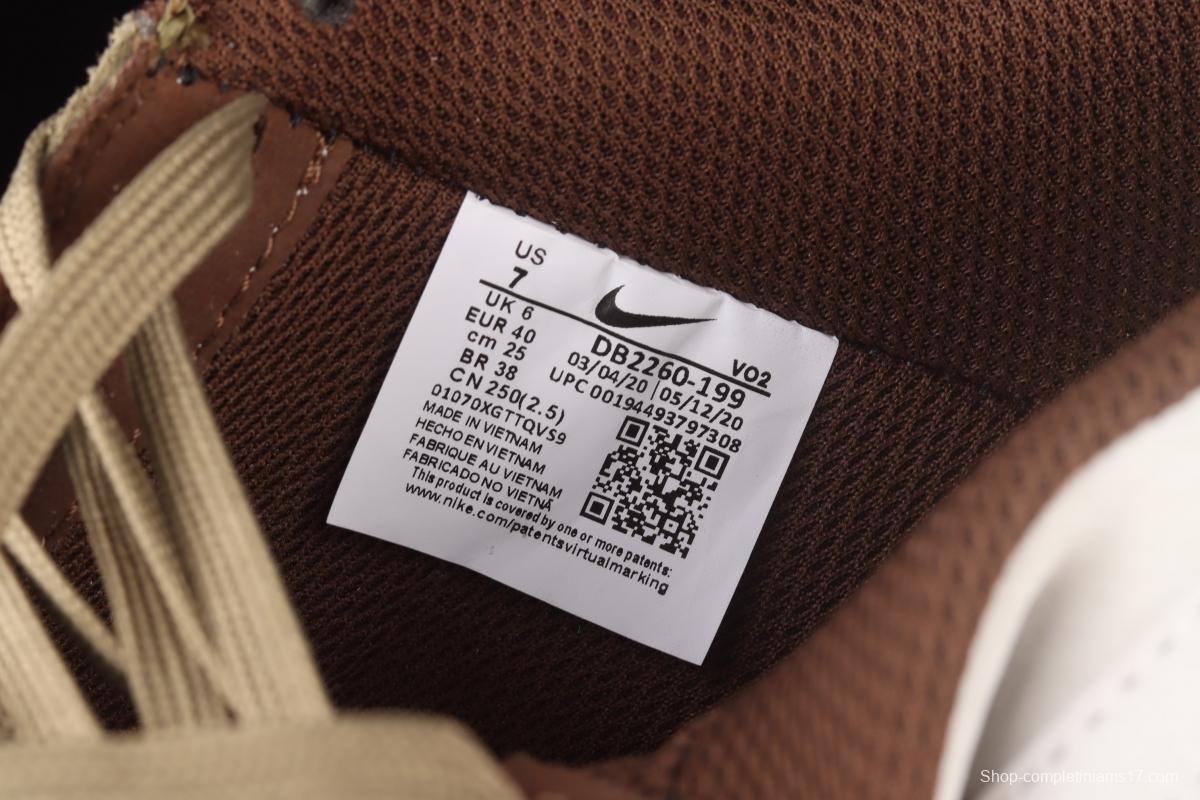 US
7
UK 6
EUR 40
cm 25
BR 38
CN 250(2.5)
01070XGTTQVS9
MADE IN VIETNAM
HECHO EN VIETNAM
FABRIQUE AU VIETNAM
FABRICADO NO VIETNÃ
This product is covered by one or more patents:
www.nike.com/patentsvirtualmarking
VO2
DB2260-199
03/04/20 | 05/12/20
UPC 00194493797308
Shop-completiniams17.com